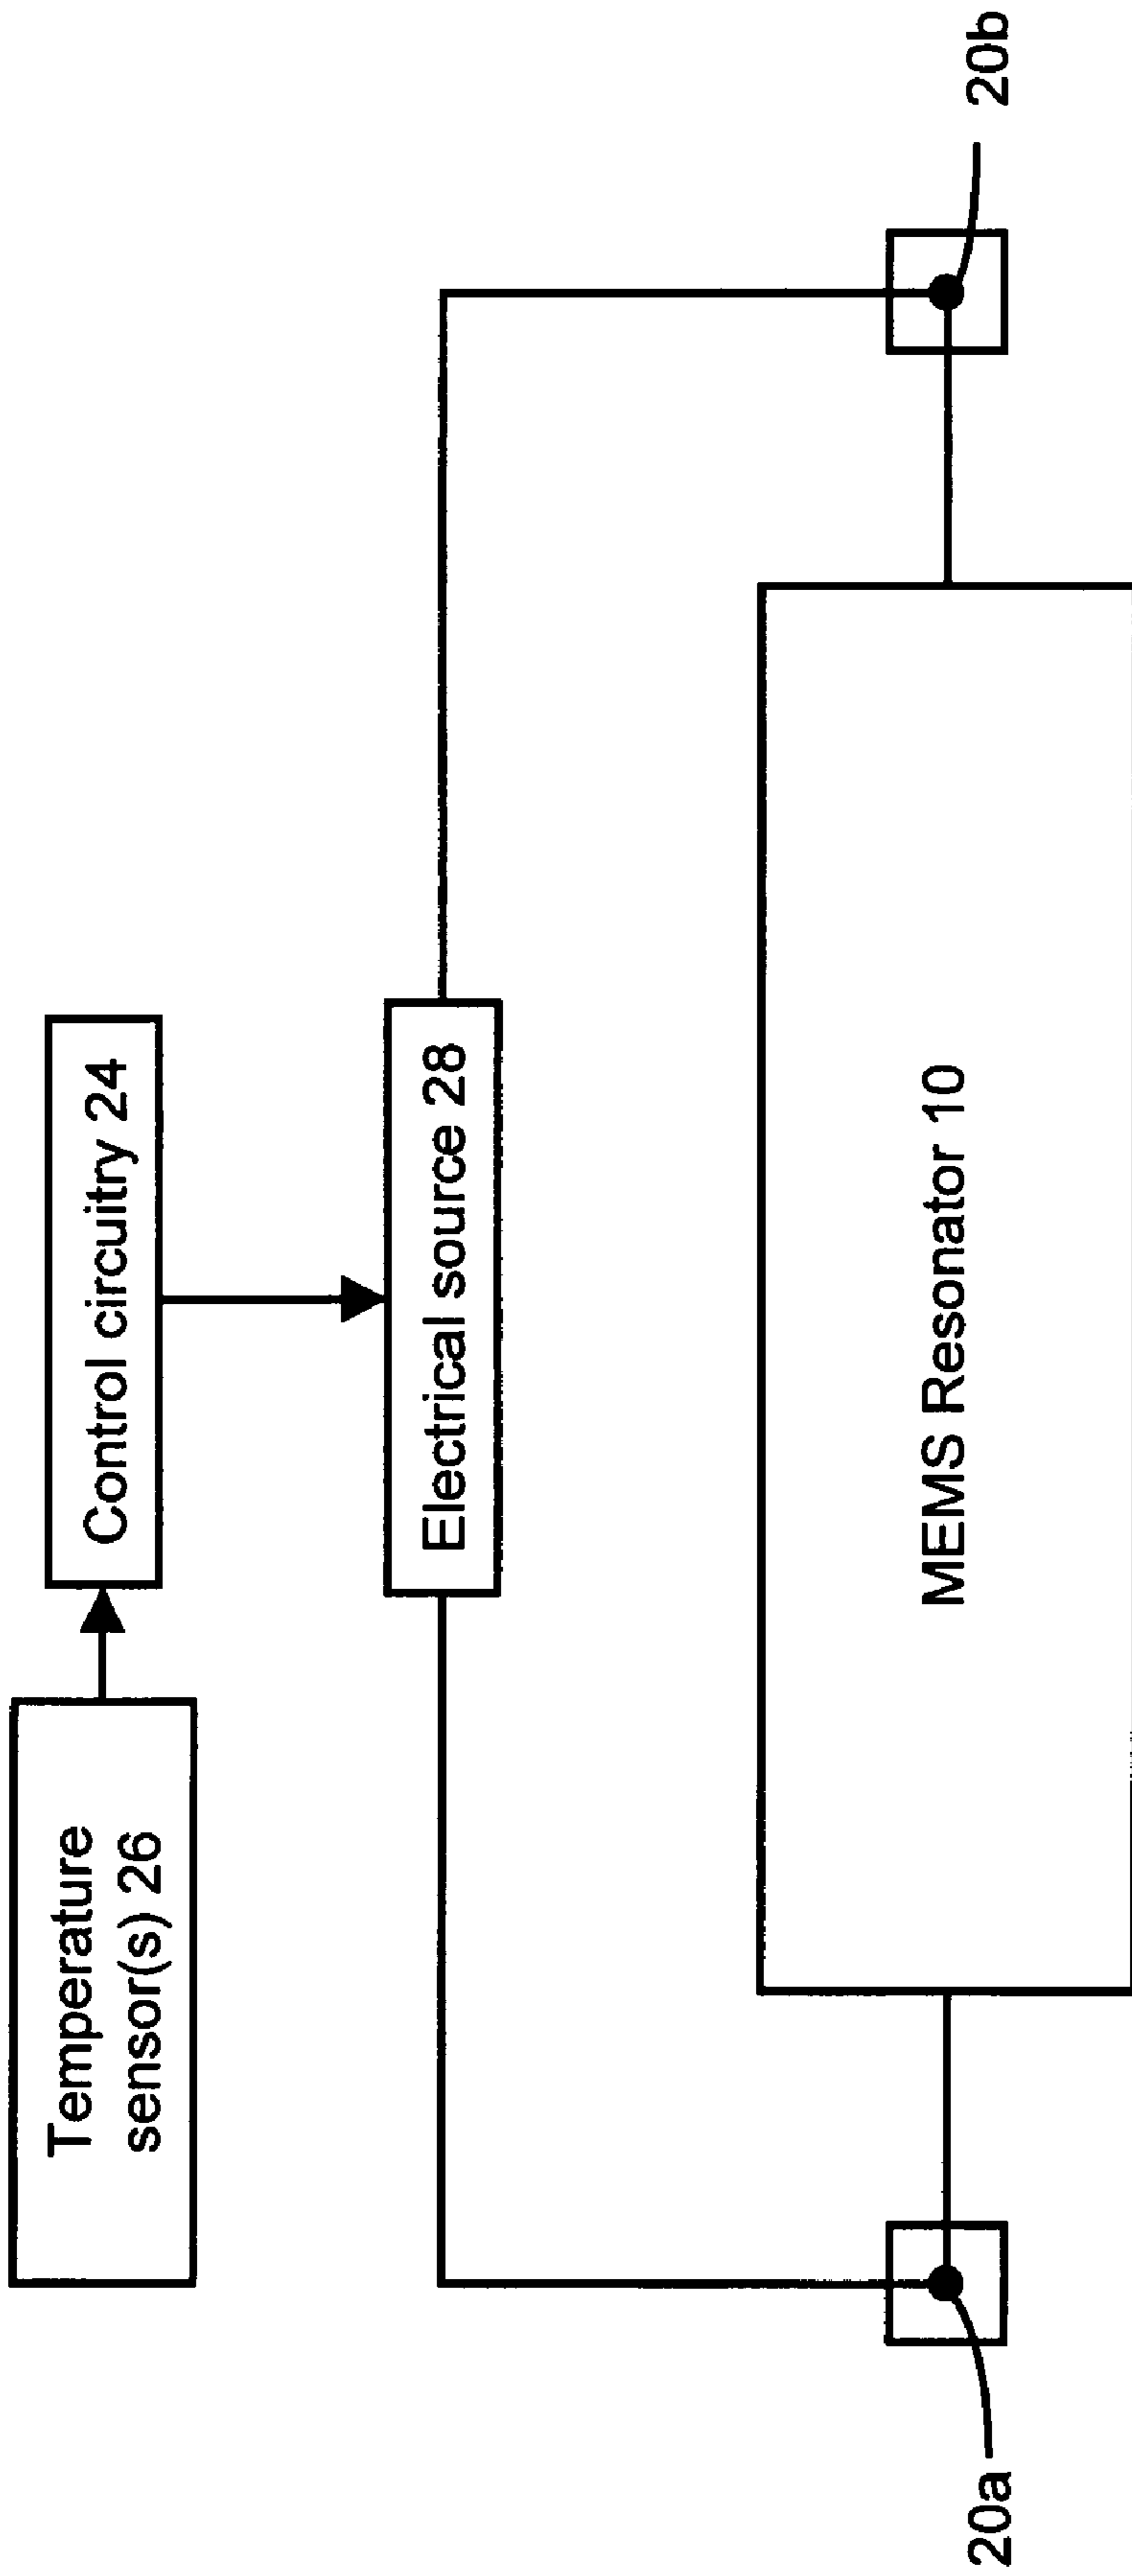 Temperature
sensor(s) 26
Control circuitry 24
Electrical source 28
MEMS Resonator 10
20a
20b